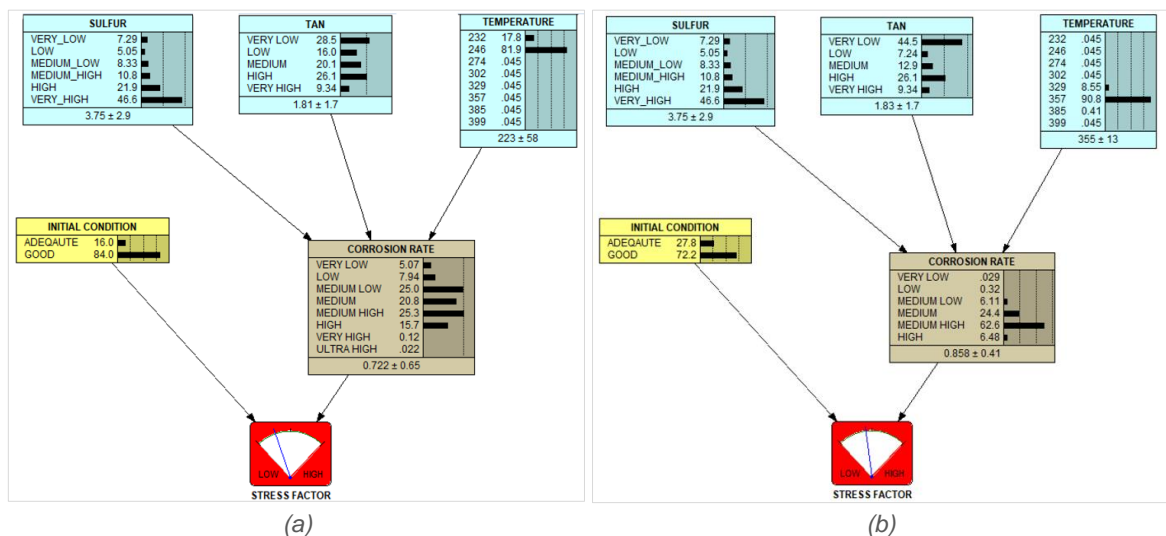 SULFUR
VERY_LOW 7.29
LOW 5.05
MEDIUM_LOW 8.33
MEDIUM_HIGH 10.8
HIGH 21.9
VERY_HIGH 46.6
3.75 ± 2.9
TAN
VERY LOW 28.5
LOW 16.0
MEDIUM 20.1
HIGH 26.1
VERY HIGH 9.34
1.81 ± 1.7
TEMPERATURE
232 17.8
246 81.9
274 .045
302 .045
329 .045
357 .045
385 .045
399 .045
223 ± 58
INITIAL CONDITION
ADEQAUTE 16.0
GOOD 84.0
CORROSION RATE
VERY LOW 5.07
LOW 7.94
MEDIUM LOW 25.0
MEDIUM 20.8
MEDIUM HIGH 25.3
HIGH 15.7
VERY HIGH 0.12
ULTRA HIGH .022
0.722 ± 0.65
LOW HIGH
STRESS FACTOR
(a)
SULFUR
VERY_LOW 7.29
LOW 5.05
MEDIUM_LOW 8.33
MEDIUM_HIGH 10.8
HIGH 21.9
VERY_HIGH 46.6
3.75 ± 2.9
TAN
VERY LOW 44.5
LOW 7.24
MEDIUM 12.9
HIGH 26.1
VERY HIGH 9.34
1.83 ± 1.7
TEMPERATURE
232 .045
246 .045
274 .045
302 .045
329 8.55
357 90.8
385 0.41
399 .045
355 ± 13
INITIAL CONDITION
ADEQAUTE 27.8
GOOD 72.2
CORROSION RATE
VERY LOW .029
LOW 0.32
MEDIUM LOW 6.11
MEDIUM 24.4
MEDIUM HIGH 62.6
HIGH 6.48
0.858 ± 0.41
LOW HIGH
STRESS FACTOR
(b)